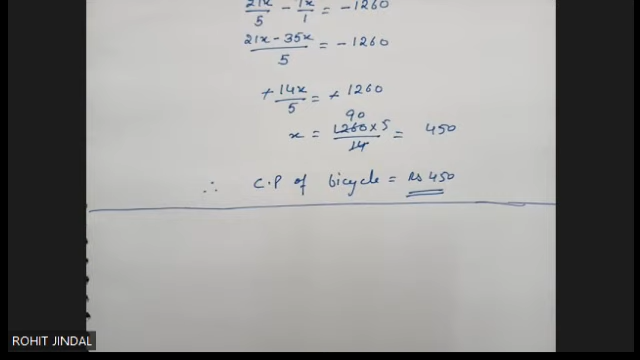 21x/5 - 7x/1 = -1260
21x - 35x/5 = -1260
+14x/5 = +1260
90
x = 1260 x 5/14 = 450
∴ C.P of bicycle = Rs 450
ROHIT JINDAL